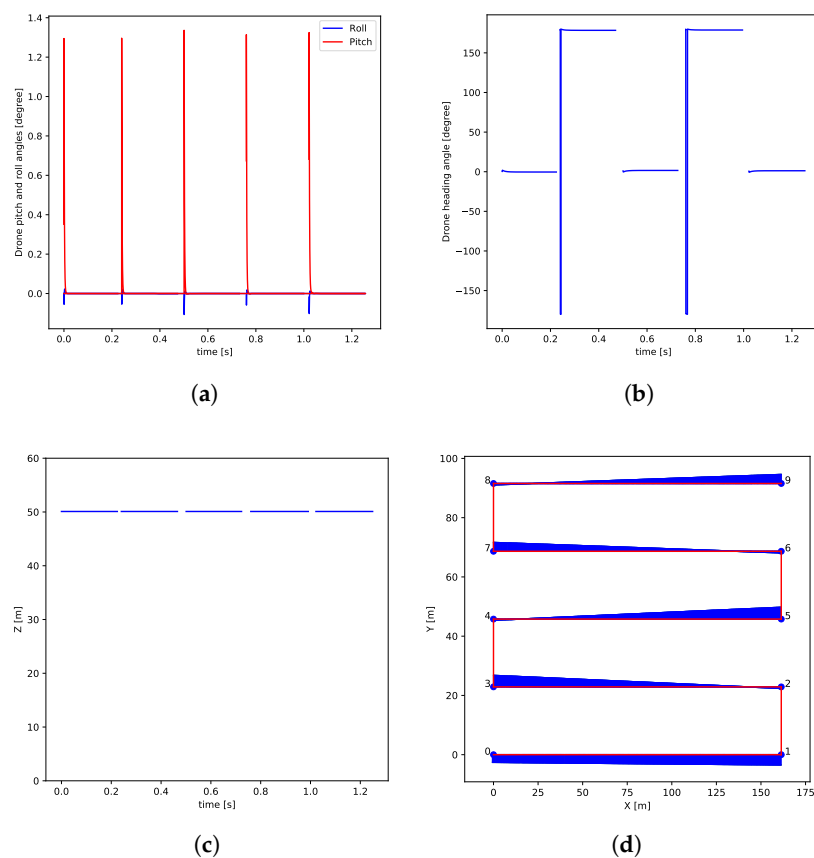 1.4
1.2
1.0
0.8
0.6
0.4
0.2
0.0
Drone pitch and roll angles [degree]
Roll
Pitch
0.0 0.2 0.4 0.6 0.8 1.0 1.2
time [s]
(a)
150
100
50
0
−50
−100
−150
Drone heading angle [degree]
0.0 0.2 0.4 0.6 0.8 1.0 1.2
time [s]
(b)
60
50
40
30
20
10
0
Z [m]
0.0 0.2 0.4 0.6 0.8 1.0 1.2
time [s]
(c)
100
80
60
40
20
0
Y [m]
8 9
7 6
4 5
3 2
0 1
0 25 50 75 100 125 150 175
X [m]
(d)